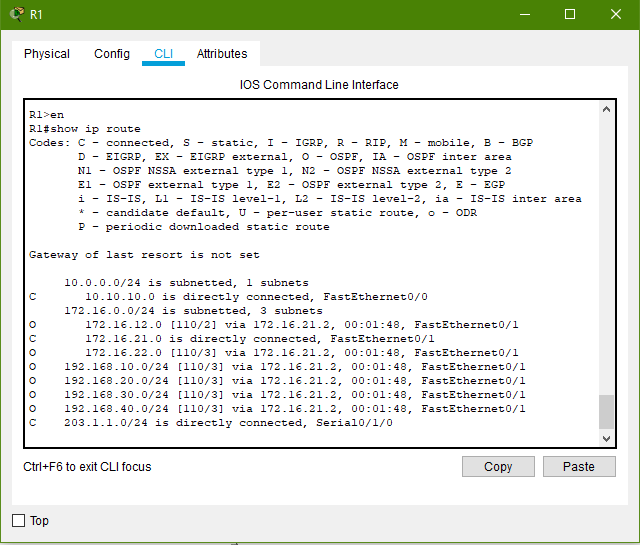 R1
Physical Config CLI Attributes
IOS Command Line Interface
R1>en
R1#show ip route
Codes: C - connected, S - static, I - IGRP, R - RIP, M - mobile, B - BGP
       D - EIGRP, EX - EIGRP external, O - OSPF, IA - OSPF inter area
       N1 - OSPF NSSA external type 1, N2 - OSPF NSSA external type 2
       E1 - OSPF external type 1, E2 - OSPF external type 2, E - EGP
       i - IS-IS, L1 - IS-IS level-1, L2 - IS-IS level-2, ia - IS-IS inter area
       * - candidate default, U - per-user static route, o - ODR
       P - periodic downloaded static route
Gateway of last resort is not set
     10.0.0.0/24 is subnetted, 1 subnets
C       10.10.10.0 is directly connected, FastEthernet0/0
     172.16.0.0/24 is subnetted, 3 subnets
O       172.16.12.0 [110/2] via 172.16.21.2, 00:01:48, FastEthernet0/1
C       172.16.21.0 is directly connected, FastEthernet0/1
O       172.16.22.0 [110/3] via 172.16.21.2, 00:01:48, FastEthernet0/1
O    192.168.10.0/24 [110/3] via 172.16.21.2, 00:01:48, FastEthernet0/1
O    192.168.20.0/24 [110/3] via 172.16.21.2, 00:01:48, FastEthernet0/1
O    192.168.30.0/24 [110/3] via 172.16.21.2, 00:01:48, FastEthernet0/1
O    192.168.40.0/24 [110/3] via 172.16.21.2, 00:01:48, FastEthernet0/1
C    203.1.1.0/24 is directly connected, Serial0/1/0
Ctrl+F6 to exit CLI focus Copy Paste
Top